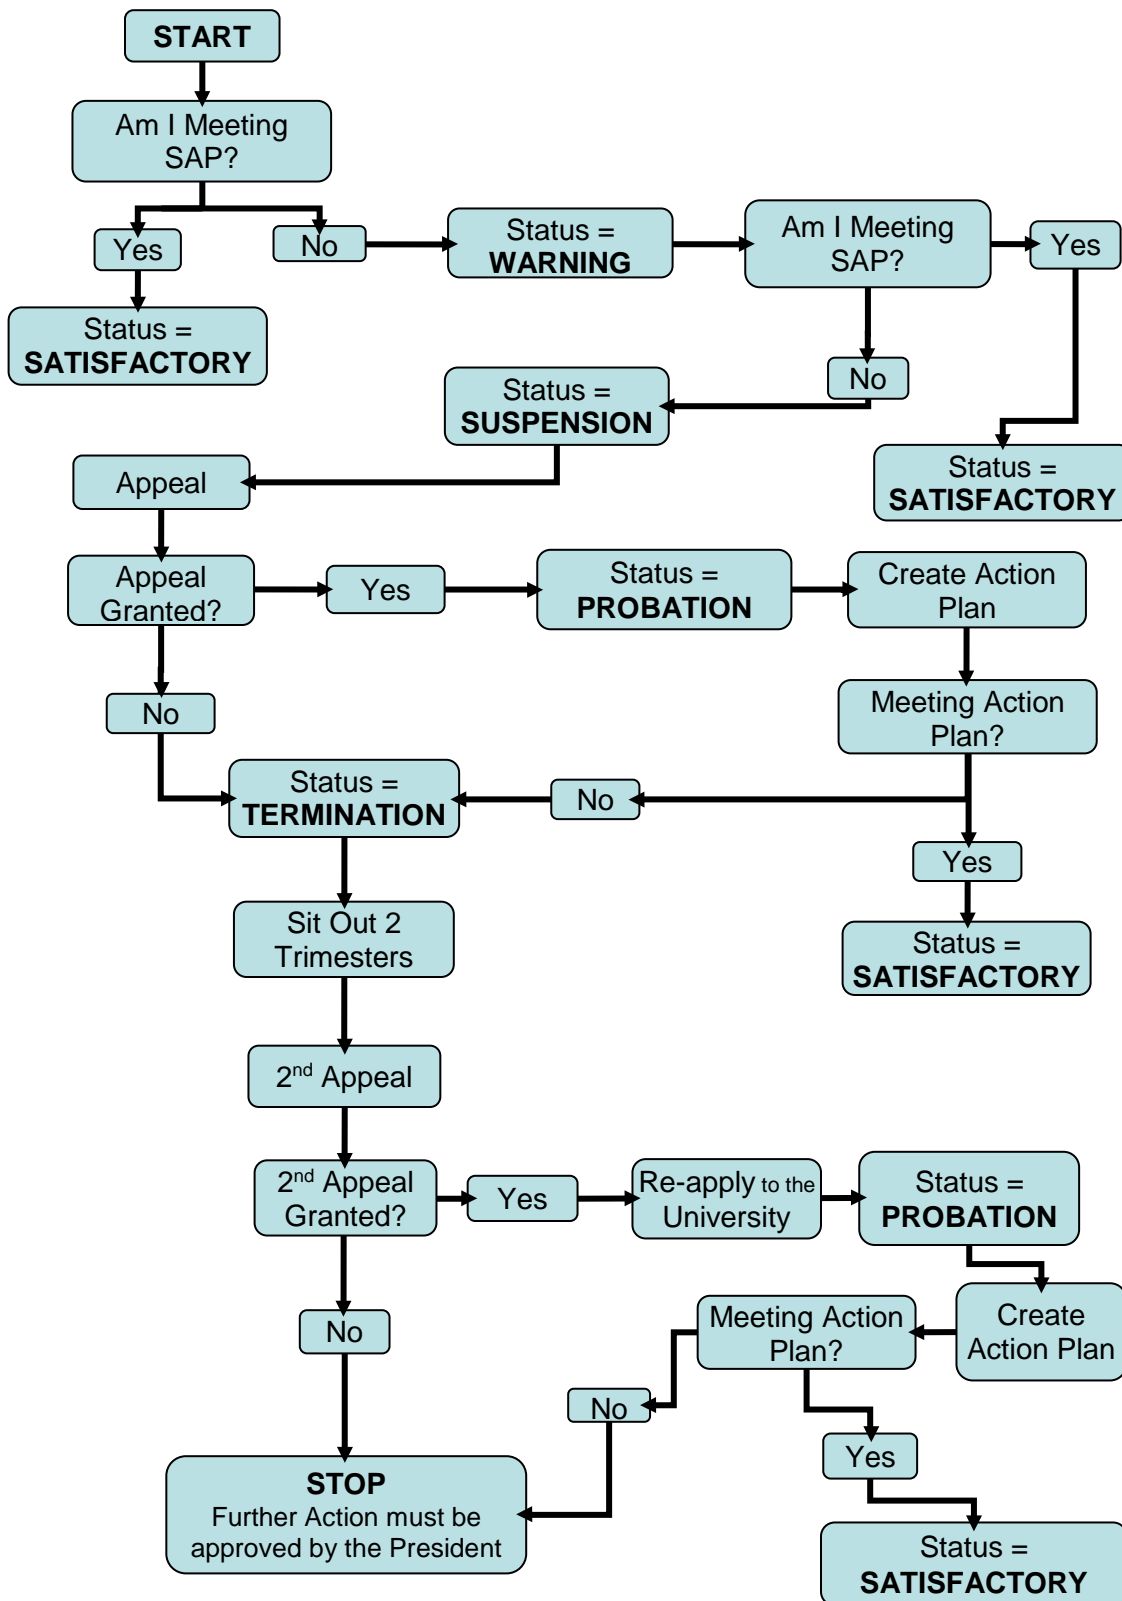 START
Am I Meeting
SAP?
Yes
No
Status =
WARNING
Am I Meeting
SAP?
Yes
Status =
SATISFACTORY
No
Status =
SUSPENSION
Status =
SATISFACTORY
Appeal
Appeal
Granted?
Yes
Status =
PROBATION
Create Action
Plan
No
Meeting Action
Plan?
Status =
TERMINATION
No
Yes
Status =
SATISFACTORY
Sit Out 2
Trimesters
2nd Appeal
2nd Appeal
Granted?
Yes
Re-apply to the
University
Status =
PROBATION
Create
Action Plan
Meeting Action
Plan?
No
No
Yes
STOP
Further Action must be
approved by the President
Status =
SATISFACTORY